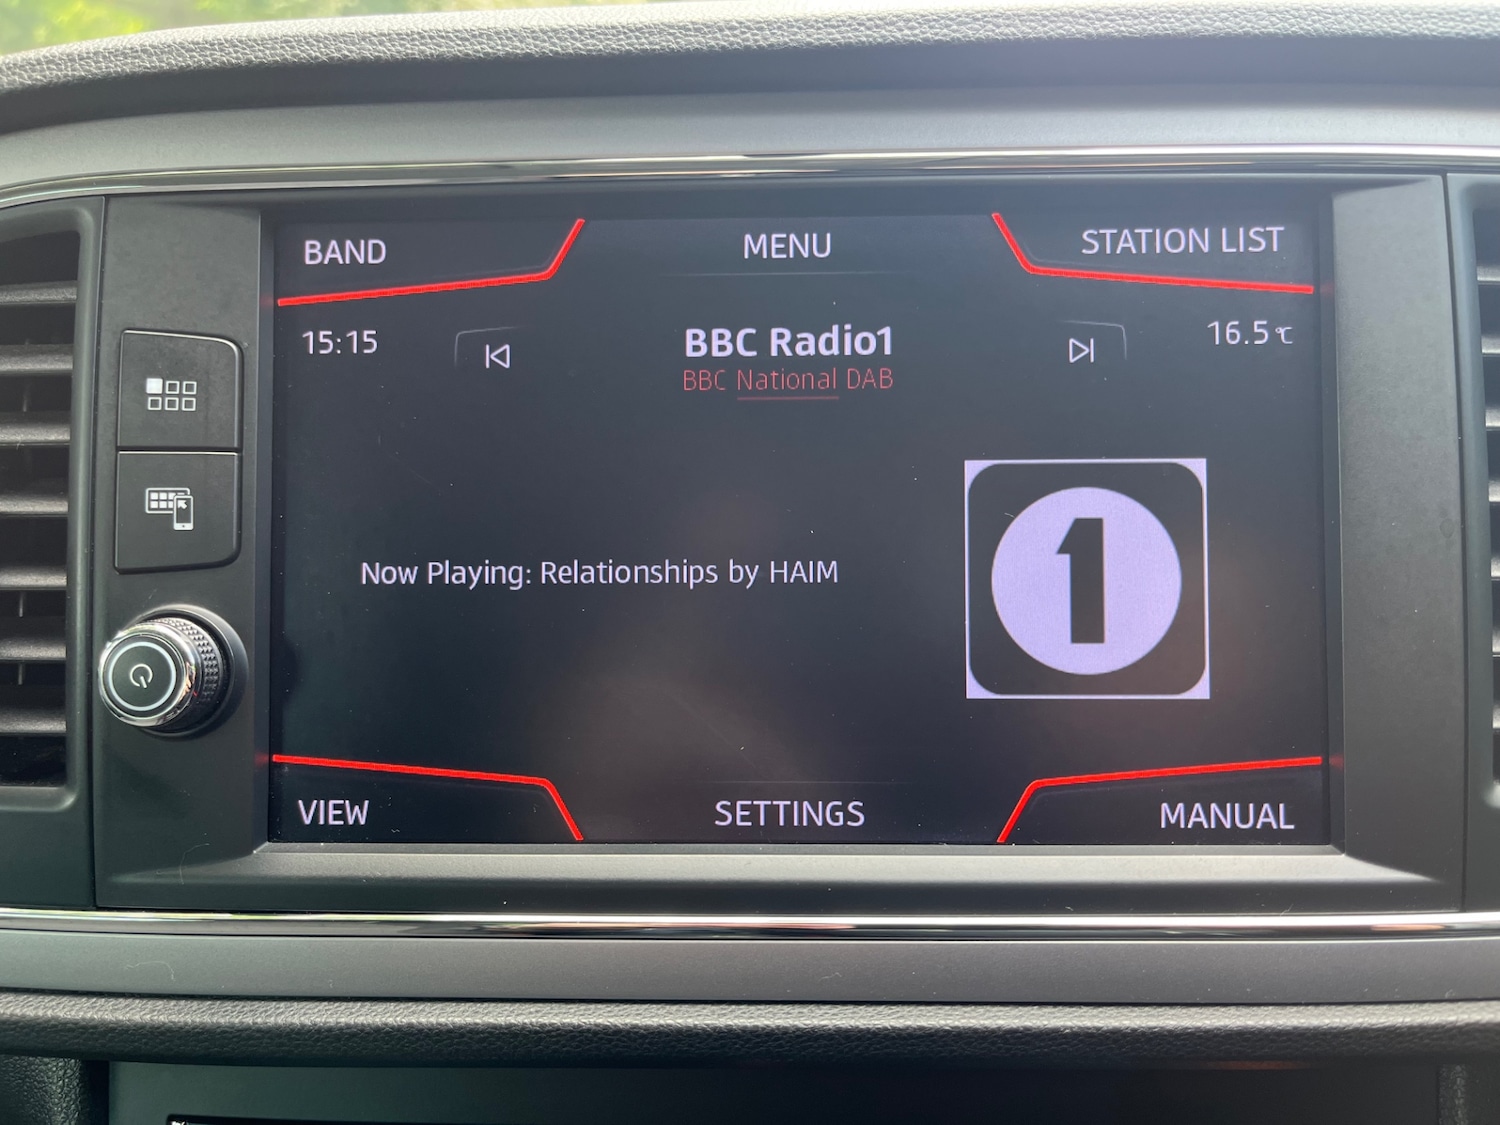 BAND
MENU
STATION LIST
15:15
BBC Radio1
16.5 °C
BBC National DAB
Now Playing: Relationships by HAIM
1
VIEW
SETTINGS
MANUAL